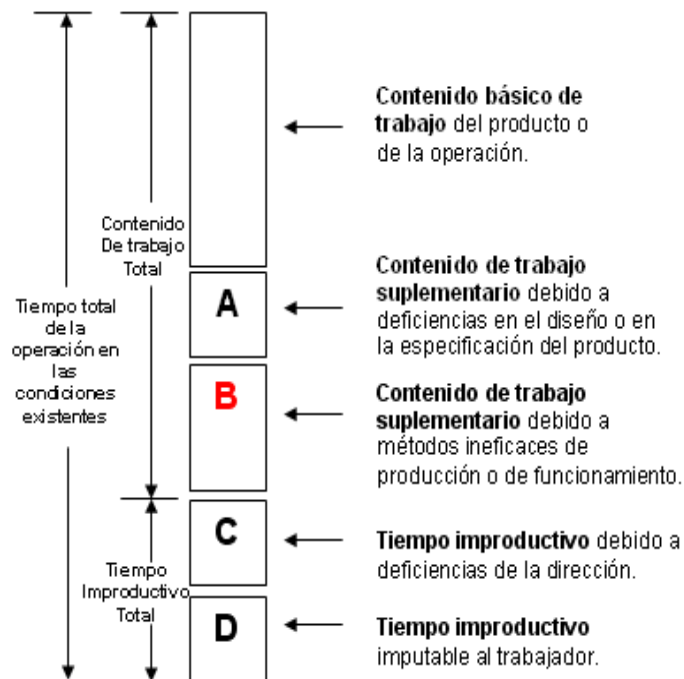 Contenido básico de
trabajo del producto o
de la operación.
Contenido
De trabajo
Total
Contenido de trabajo
suplementario debido a
deficiencias en el diseño o en
la especificación del producto.
A
Tiempo total
de la
operación en
las
condiciones
existentes
Contenido de trabajo
suplementario debido a
métodos ineficaces de
producción o de funcionamiento.
B
Tiempo improductivo debido a
deficiencias de la dirección.
C
Tiempo
Improductivo
Total
Tiempo improductivo
imputable al trabajador.
D